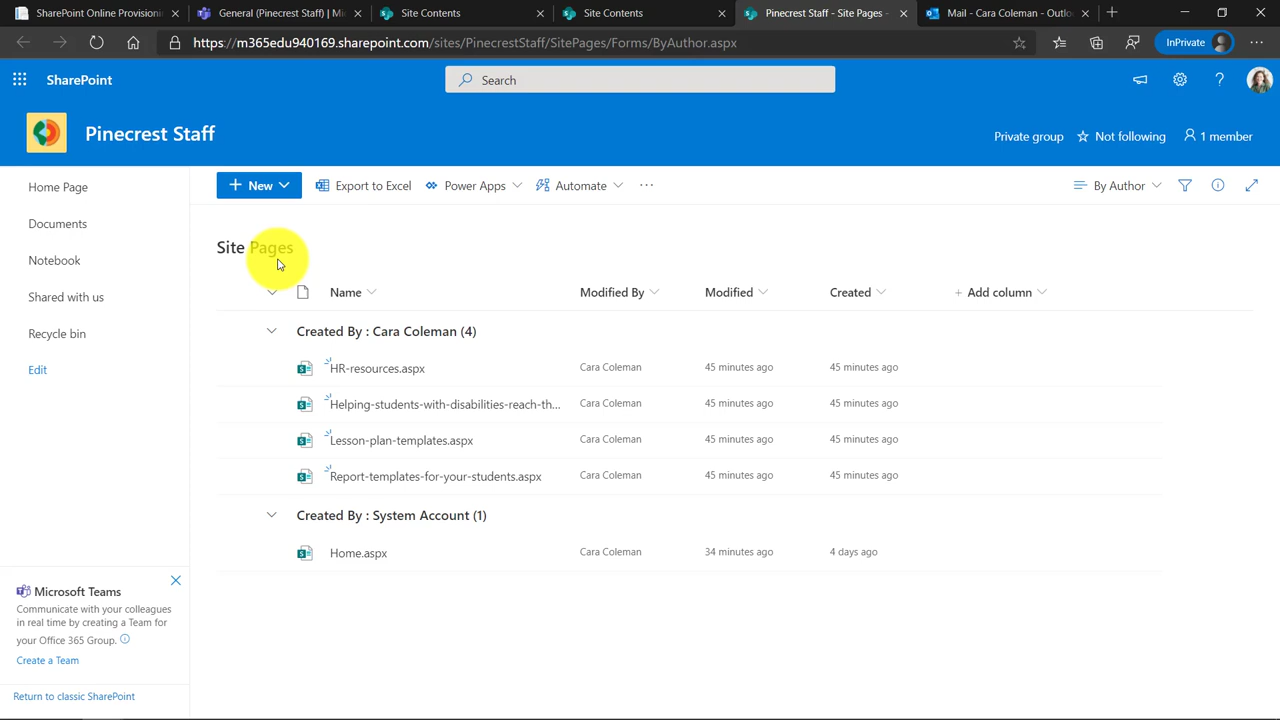 SharePoint Online Provisioning
General (Pinecrest Staff) | Mi
Site Contents
Site Contents
Pinecrest Staff - Site Pages -
Mail - Cara Coleman - Outlo
https://m365edu940169.sharepoint.com/sites/PinecrestStaff/SitePages/Forms/ByAuthor.aspx
InPrivate
SharePoint
Search
Pinecrest Staff
Private group
Not following
1 member
Home Page
Documents
Notebook
Shared with us
Recycle bin
Edit
New
Export to Excel
Power Apps
Automate
By Author
Site Pages
Name Modified By Modified Created + Add column
Created By : Cara Coleman (4)
HR-resources.aspx Cara Coleman 45 minutes ago 45 minutes ago
Helping-students-with-disabilities-reach-th... Cara Coleman 45 minutes ago 45 minutes ago
Lesson-plan-templates.aspx Cara Coleman 45 minutes ago 45 minutes ago
Report-templates-for-your-students.aspx Cara Coleman 45 minutes ago 45 minutes ago
Created By : System Account (1)
Home.aspx Cara Coleman 34 minutes ago 4 days ago
Microsoft Teams
Communicate with your colleagues
in real time by creating a Team for
your Office 365 Group.
Create a Team
Return to classic SharePoint